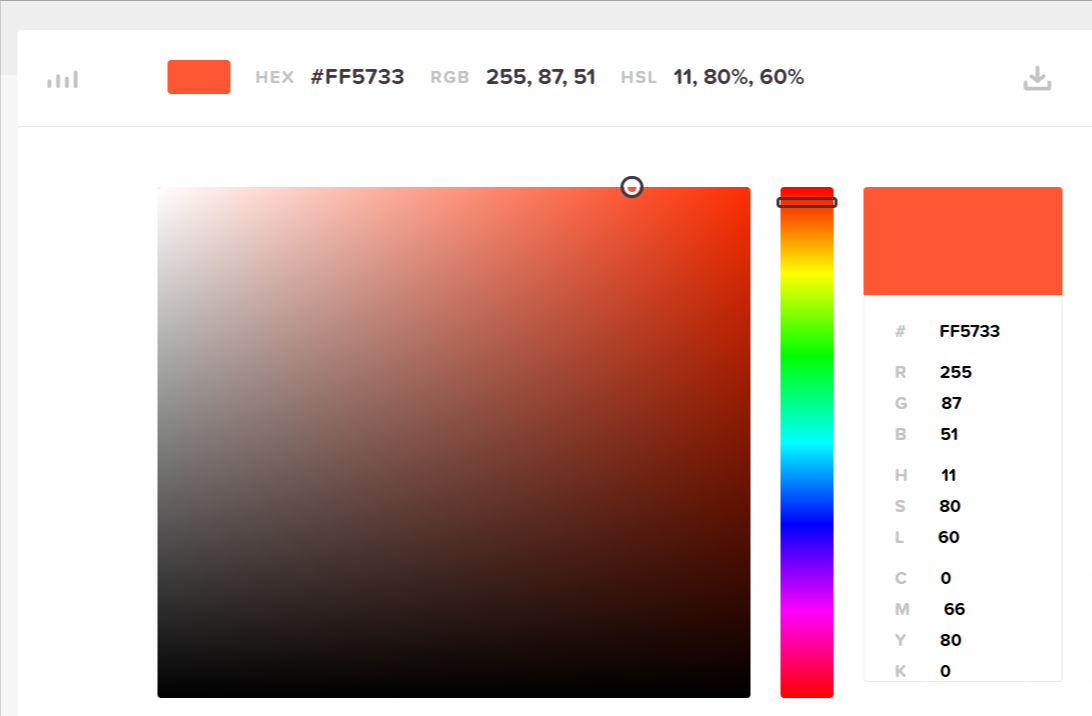 HEX #FF5733 RGB 255, 87, 51 HSL 11, 80%, 60%
# FF5733
R 255
G 87
B 51
H 11
S 80
L 60
C 0
M 66
Y 80
K 0